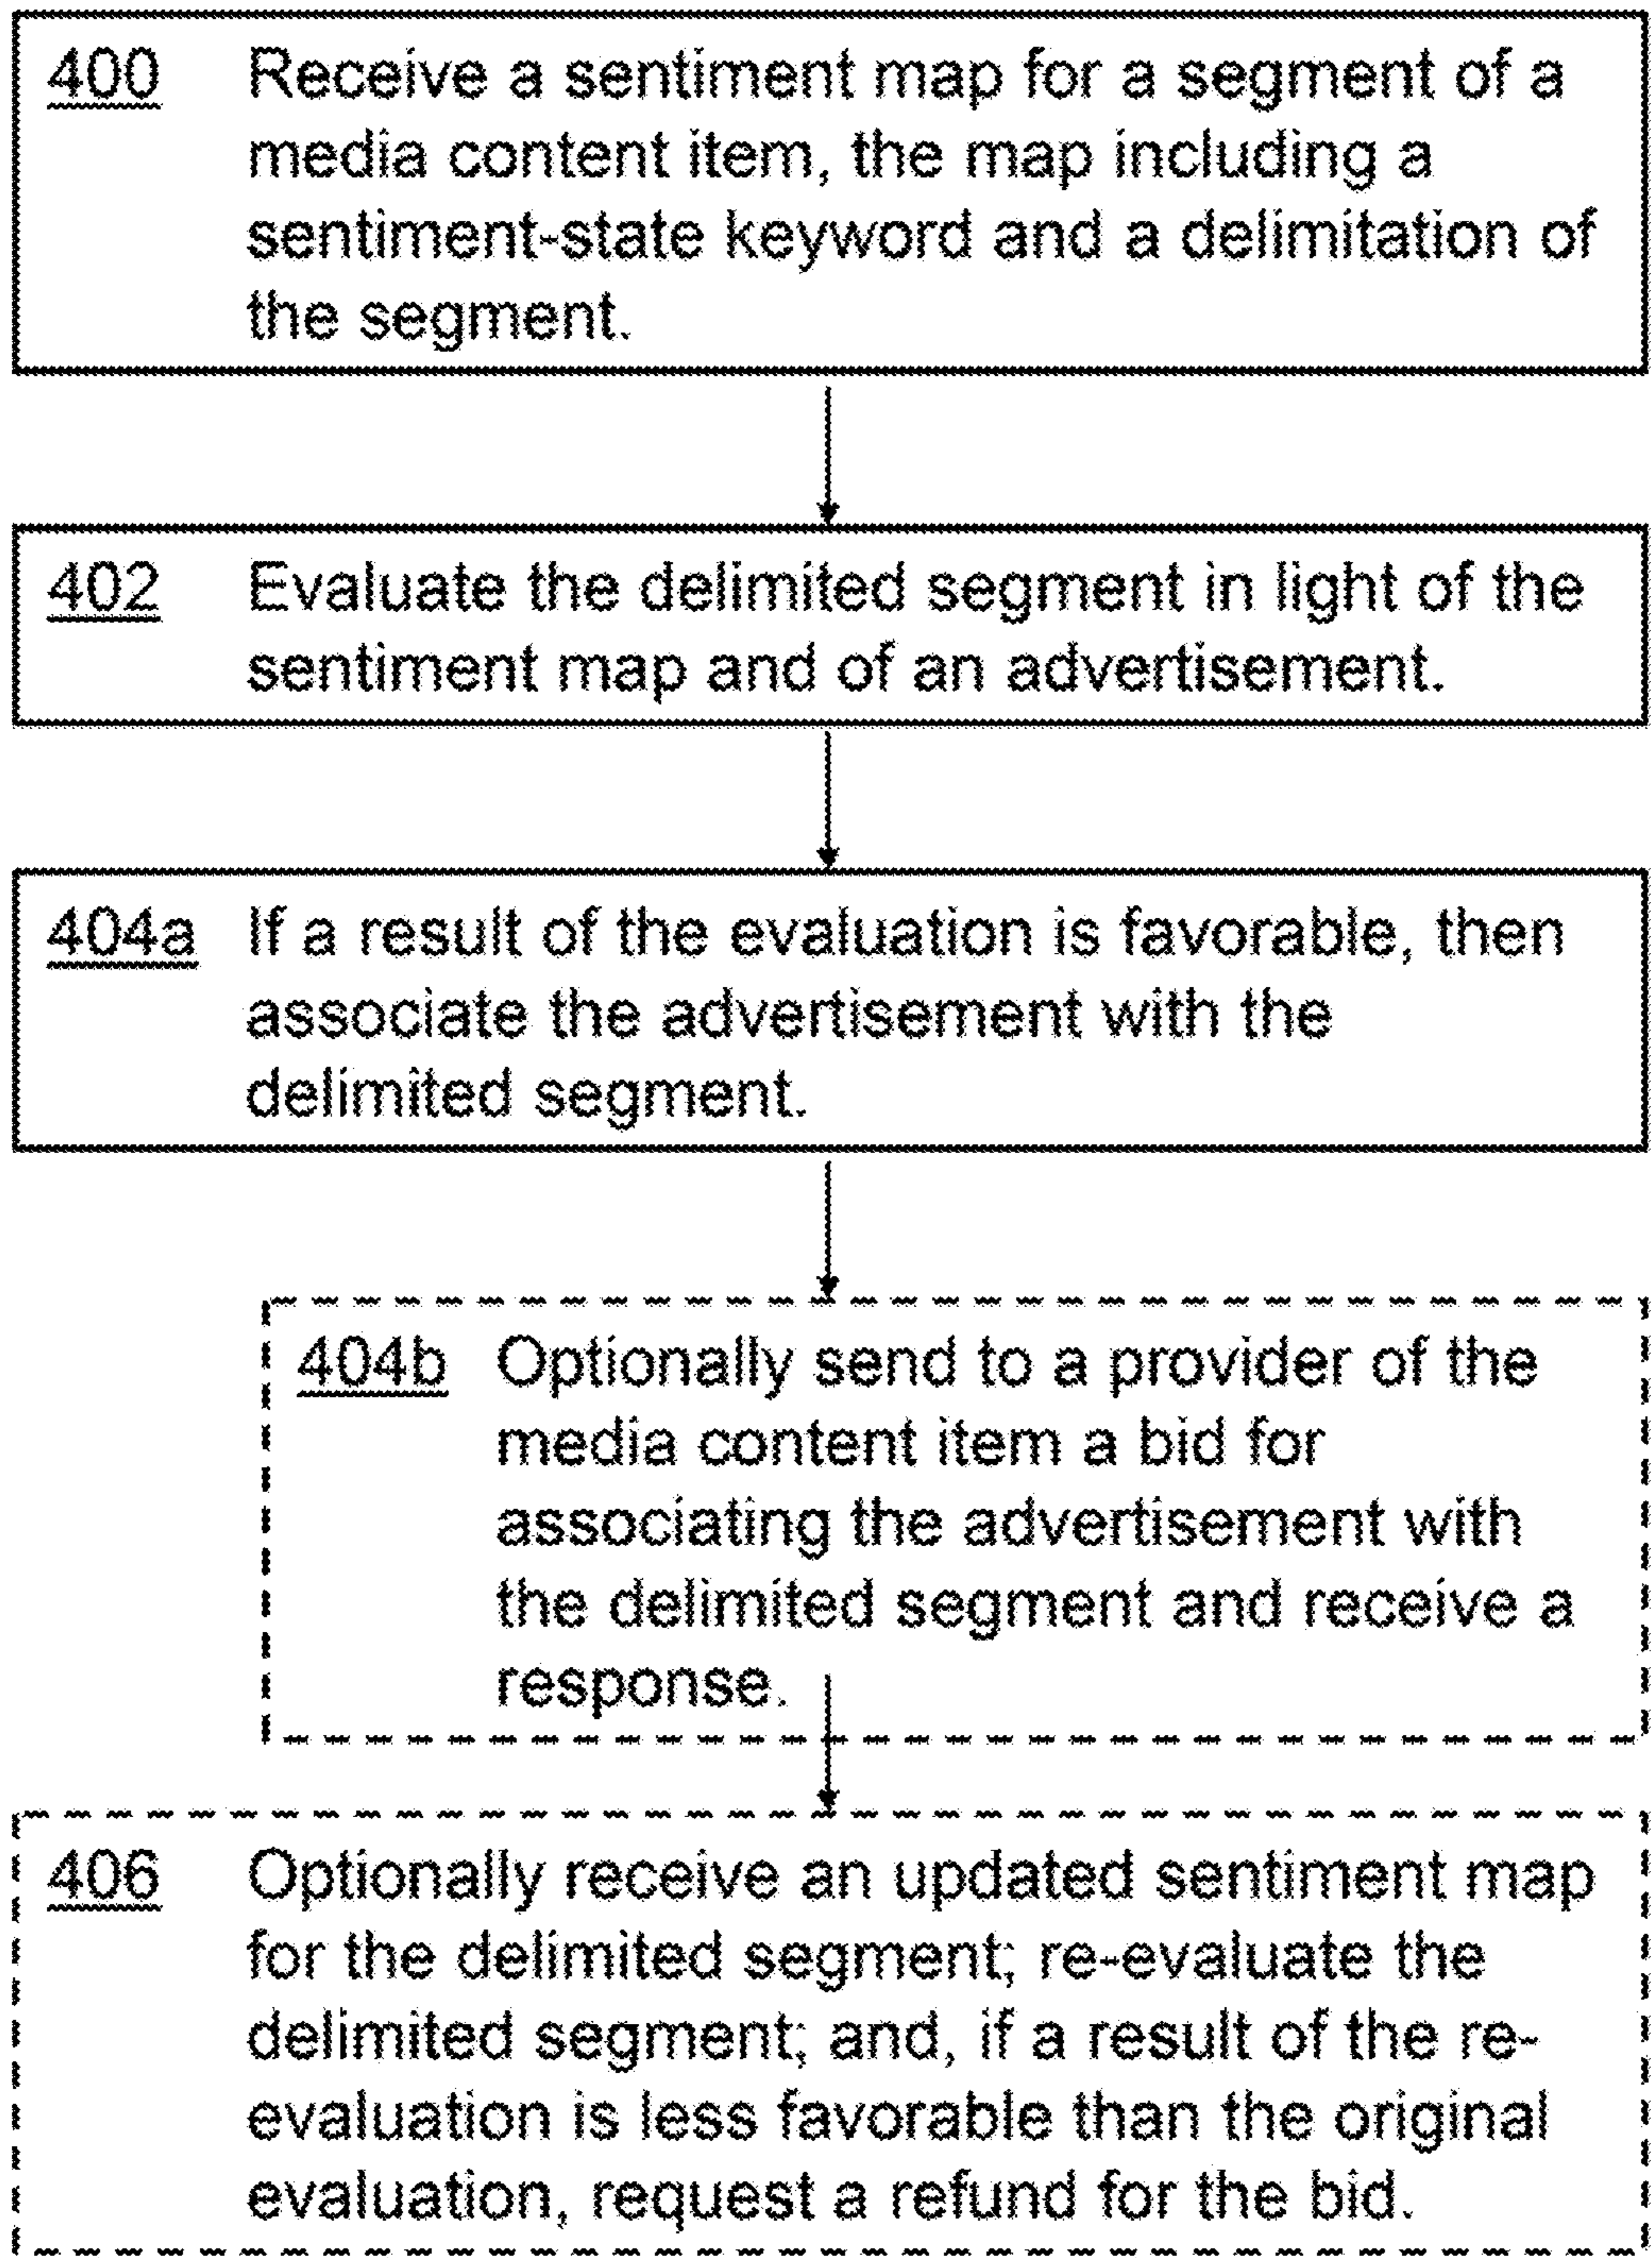 400 Receive a sentiment map for a segment of a
media content item, the map including a
sentiment-state keyword and a delimitation of
the segment.
402 Evaluate the delimited segment in light of the
sentiment map and of an advertisement.
404a If a result of the evaluation is favorable, then
associate the advertisement with the
delimited segment.
404b Optionally send to a provider of the
media content item a bid for
associating the advertisement with
the delimited segment and receive a
response.
406 Optionally receive an updated sentiment map
for the delimited segment; re-evaluate the
delimited segment; and, if a result of the re-
evaluation is less favorable than the original
evaluation, request a refund for the bid.